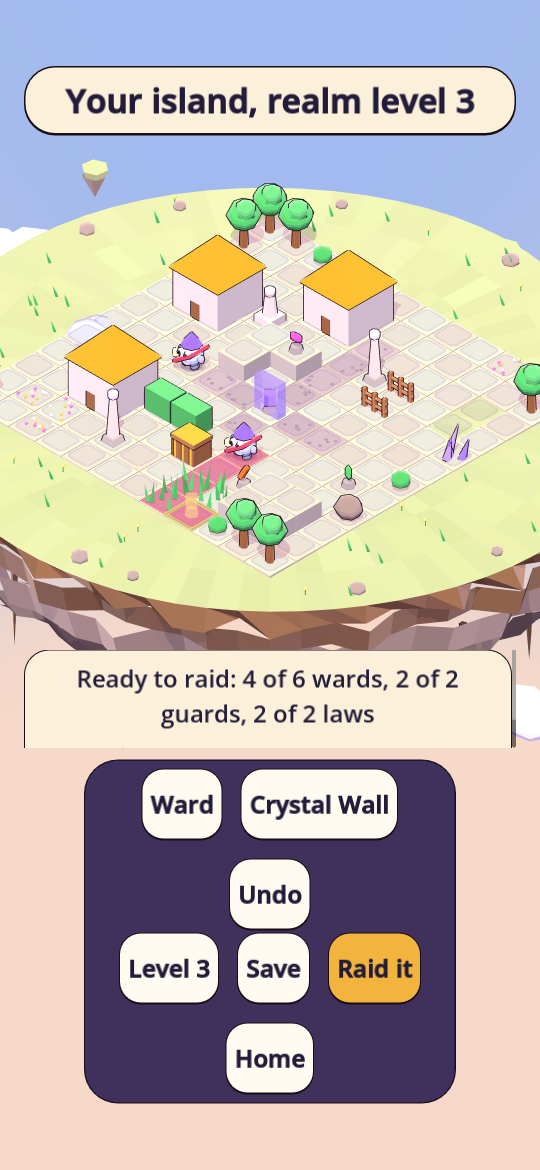 Your island, realm level 3
Ready to raid: 4 of 6 wards, 2 of 2
guards, 2 of 2 laws
Ward
Crystal Wall
Undo
Level 3
Save
Raid it
Home